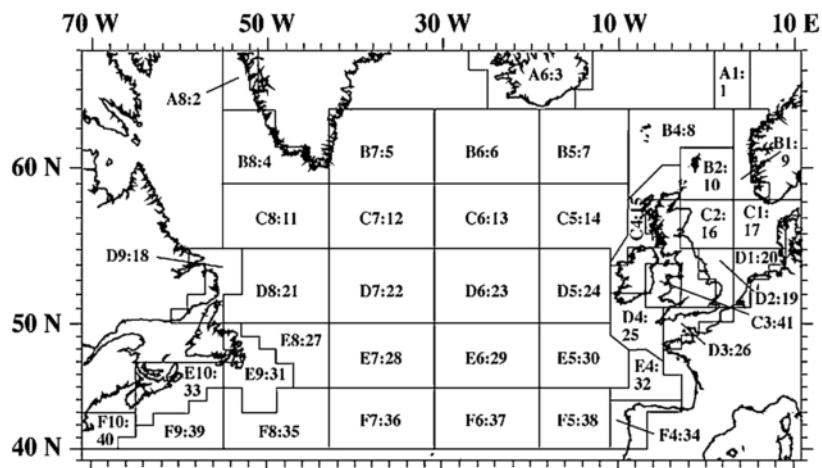 70 W 50 W 30 W 10 W 10 E
A6:3
A1:
1
A8:2
B4:8
60 N
B8:4
B7:5
B6:6
B5:7
B1:
9
B2:
10
C8:11
C7:12
C6:13
C5:14
C4:15
C2:
16
C1:
17
D9:18
D1:20
D8:21
D7:22
D6:23
D5:24
D2:19
50 N
D4:
25
C3:41
E8:27
D3:26
E10:
33
E9:31
E7:28
E6:29
E5:30
E4:
32
F10:
40
F9:39
F8:35
F7:36
F6:37
F5:38
F4:34
40 N